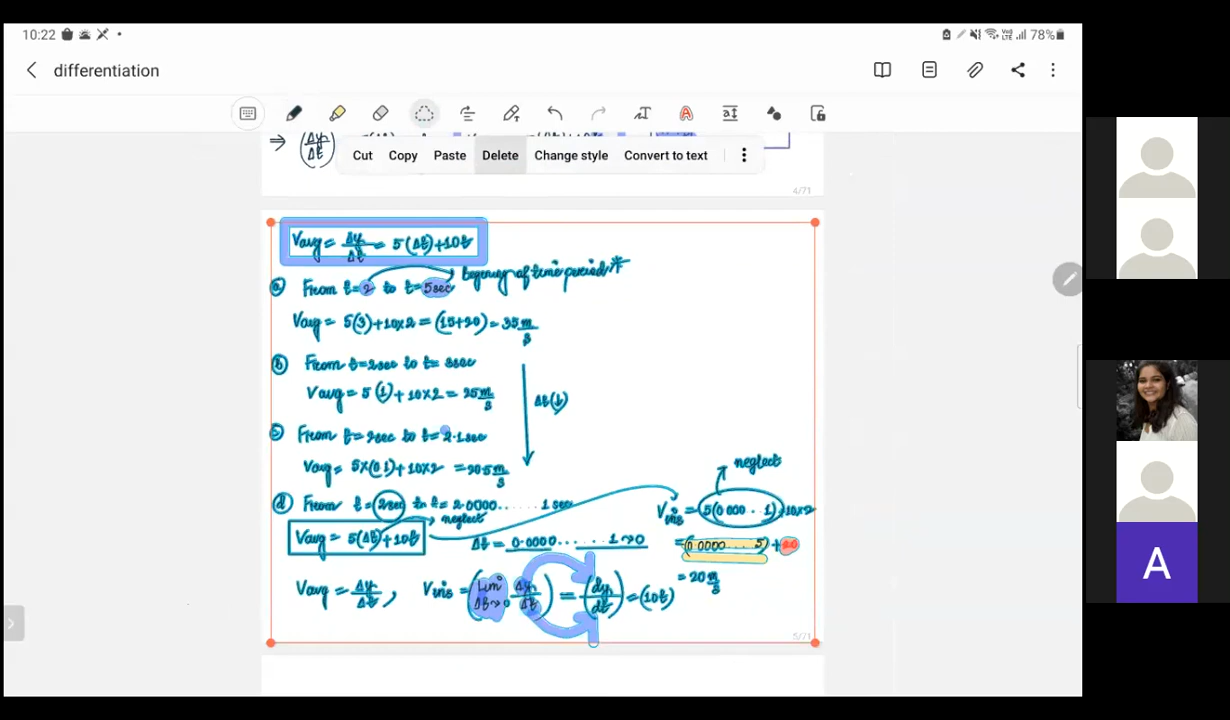 10:22
78%
differentiation
Cut Copy Paste Delete Change style Convert to text
⇒ (Δy/Δt)
4/71
Vavg = Δy/Δt = 5(Δt)+10t
begening of time period*
ⓐ From t=2 to t=5sec
Vavg = 5(3)+10×2 = (15+20) = 35 m/s
ⓑ From t=2sec to t= 3sec
Vavg = 5(1)+10×2 = 25 m/s
Δt(↓)
ⓒ From t=2sec to t=2.1sec
Vavg = 5×(0.1)+10×2 = 20.5 m/s
neglect
ⓓ From t=2sec to t=2.0000......1 sec
Vins = 5(0.000..1)+10×2
neglect
Vavg = 5(Δt)+10t
Δt = 0.0000......1→0
=(0.0000....5)+20
= 20 m/s
Vavg = Δy/Δt, Vins = (Lim Δt→0 Δy/Δt) = (dy/dt) = (10t)
5/71
A